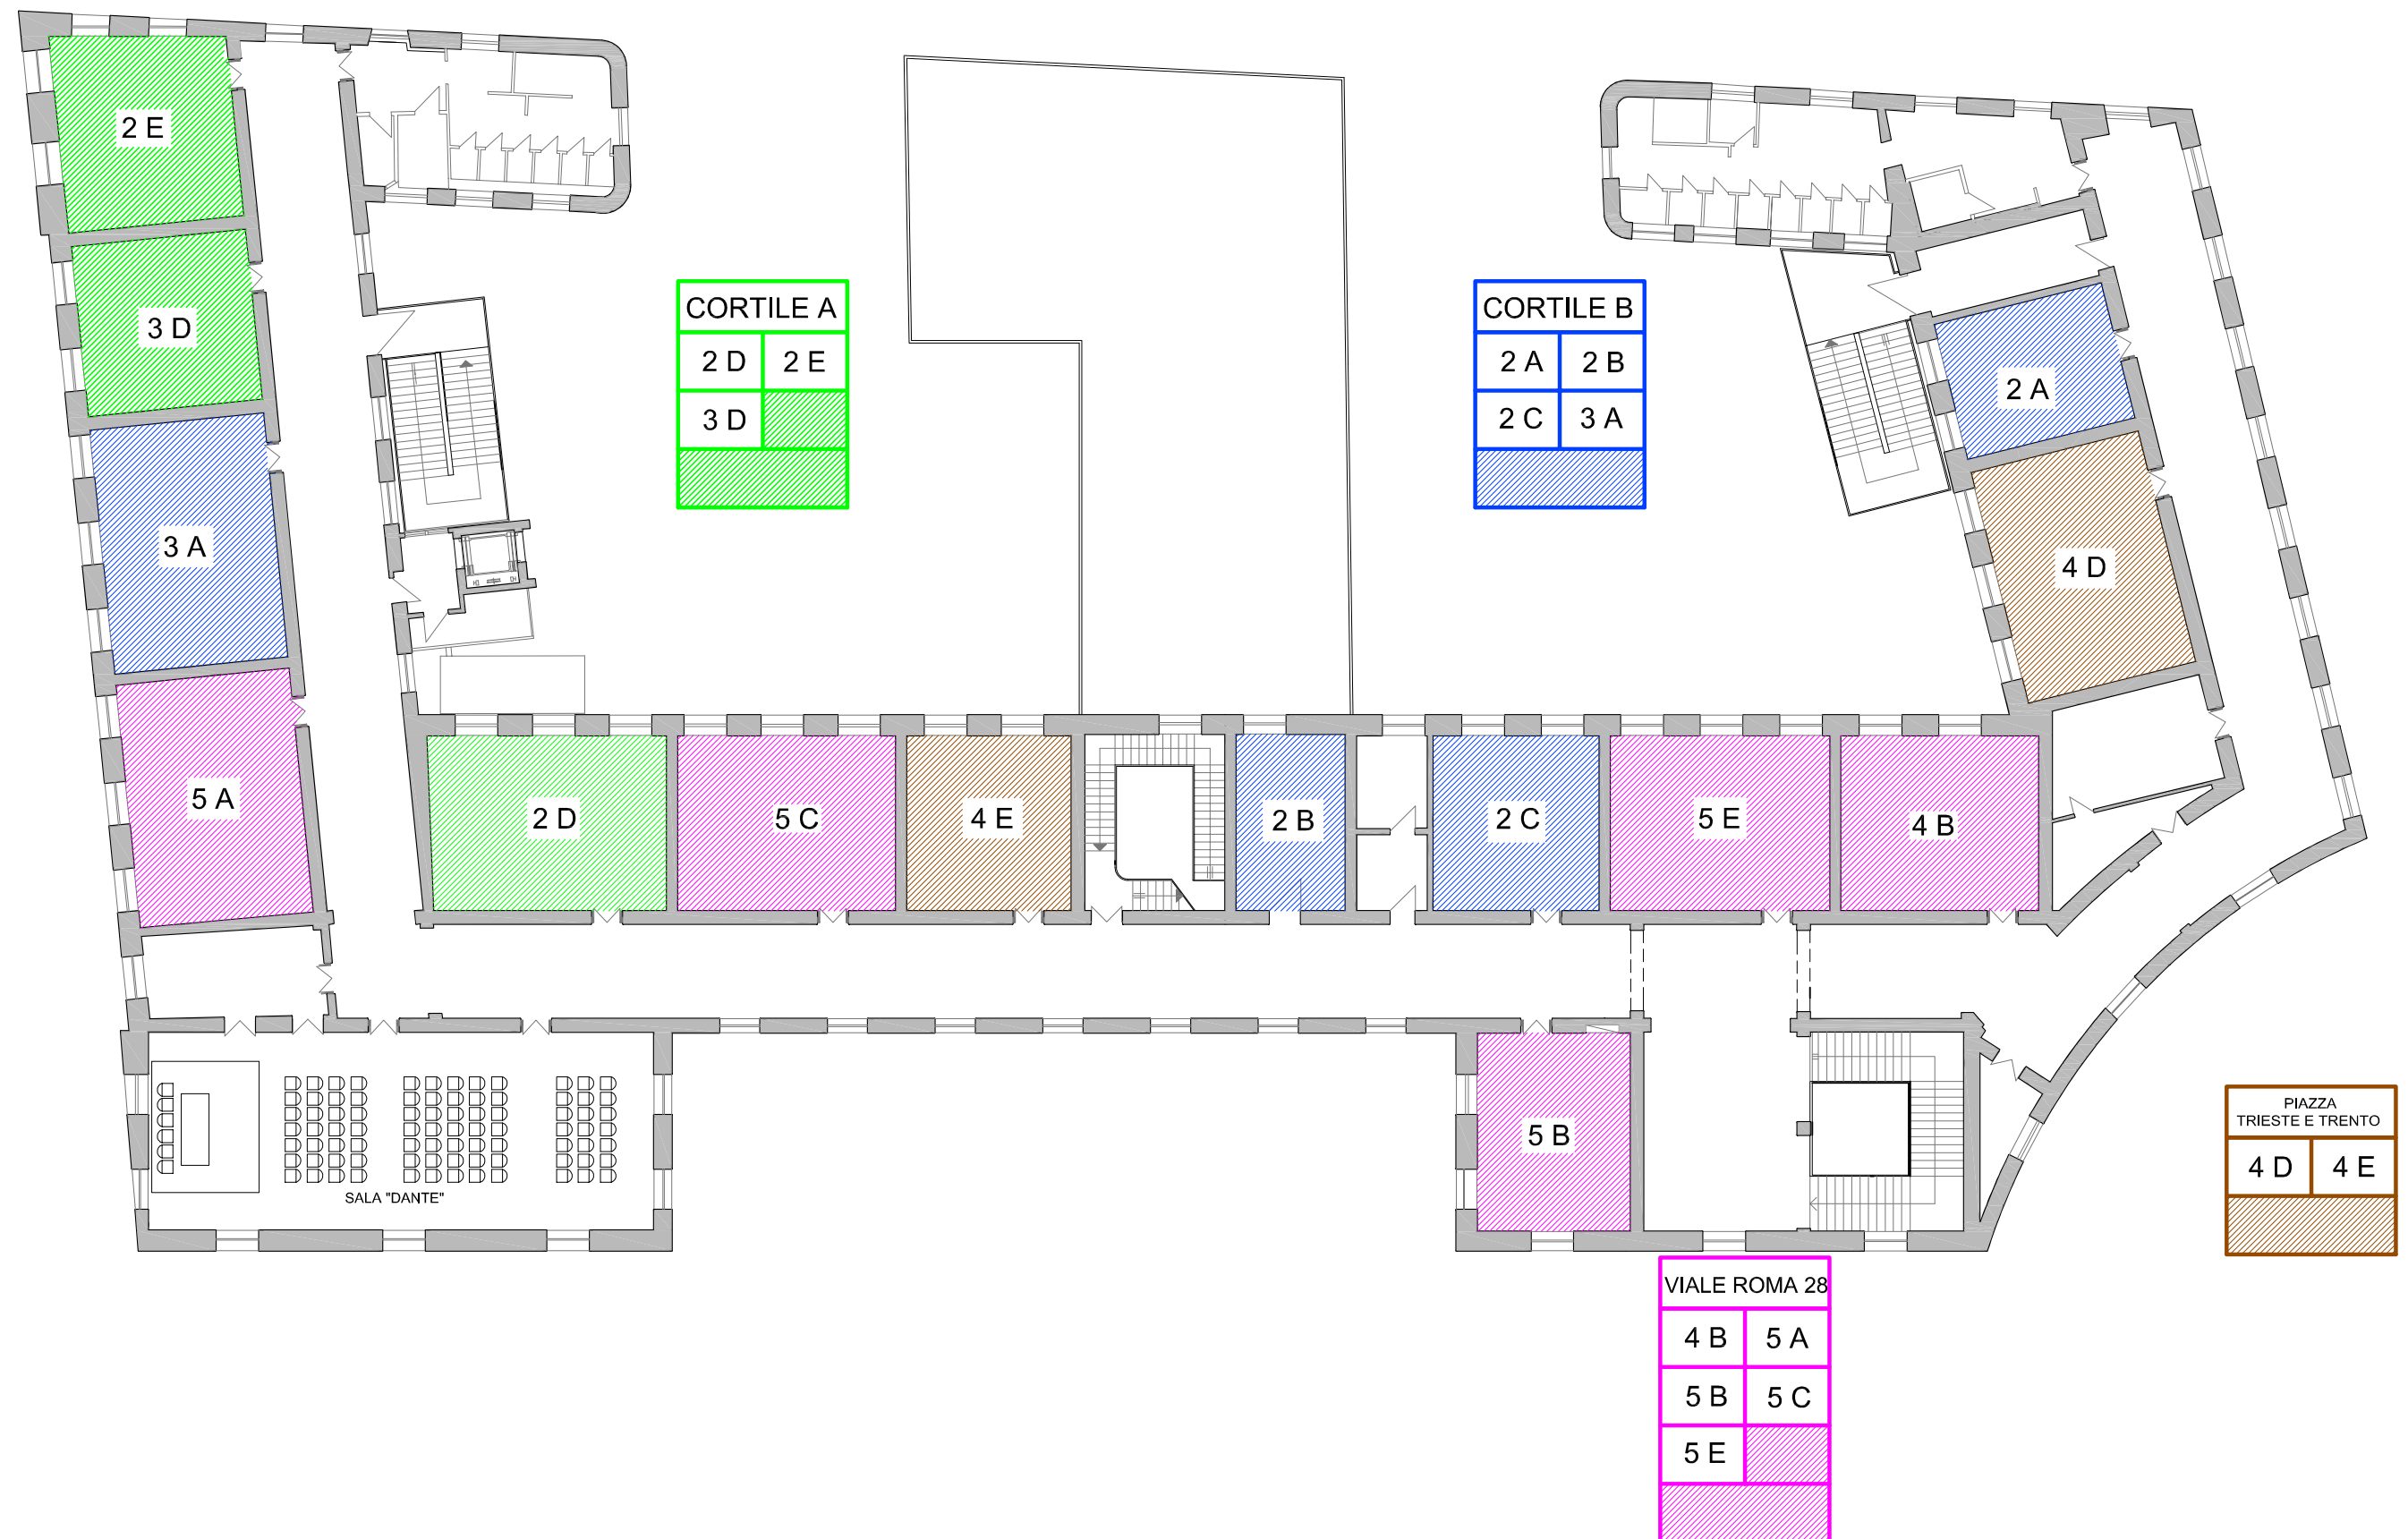 2 E
3 D
3 A
5 A
CORTILE A
2 D 2 E
3 D
CORTILE B
2 A 2 B
2 C 3 A
2 A
4 D
2 D
5 C
4 E
2 B
2 C
5 E
4 B
5 B
SALA "DANTE"
PIAZZA
TRIESTE E TRENTO
4 D 4 E
VIALE ROMA 28
4 B 5 A
5 B 5 C
5 E